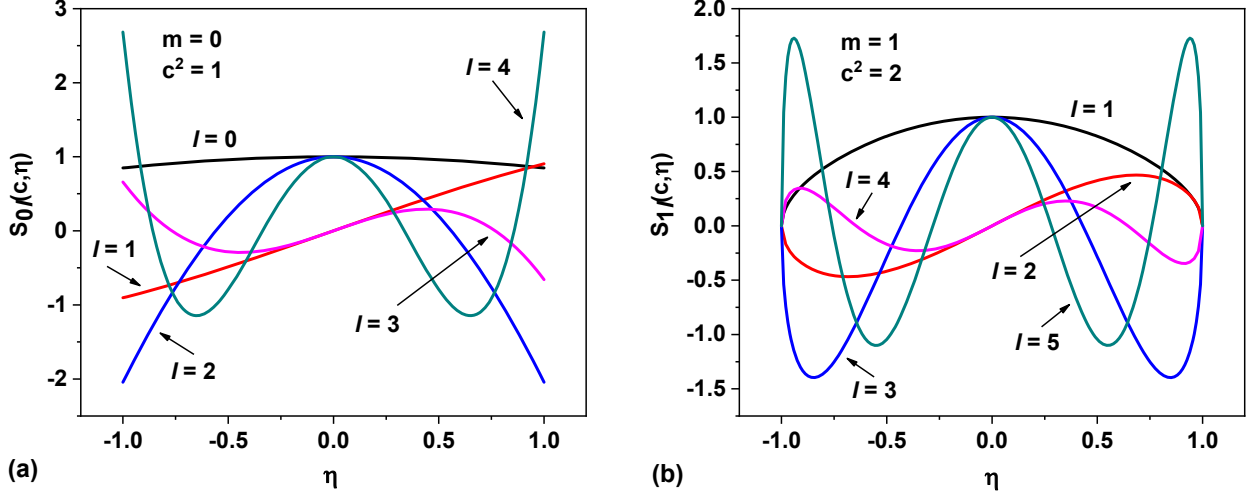 3
2
1
0
-1
-2
S₀ₗ(c,η)
m = 0
c² = 1
l = 4
l = 0
l = 1
l = 3
l = 2
-1.0
-0.5
0.0
0.5
1.0
(a)
η
2.0
1.5
1.0
0.5
0.0
-0.5
-1.0
-1.5
S₁ₗ(c,η)
m = 1
c² = 2
l = 1
l = 4
l = 2
l = 5
l = 3
-1.0
-0.5
0.0
0.5
1.0
(b)
η